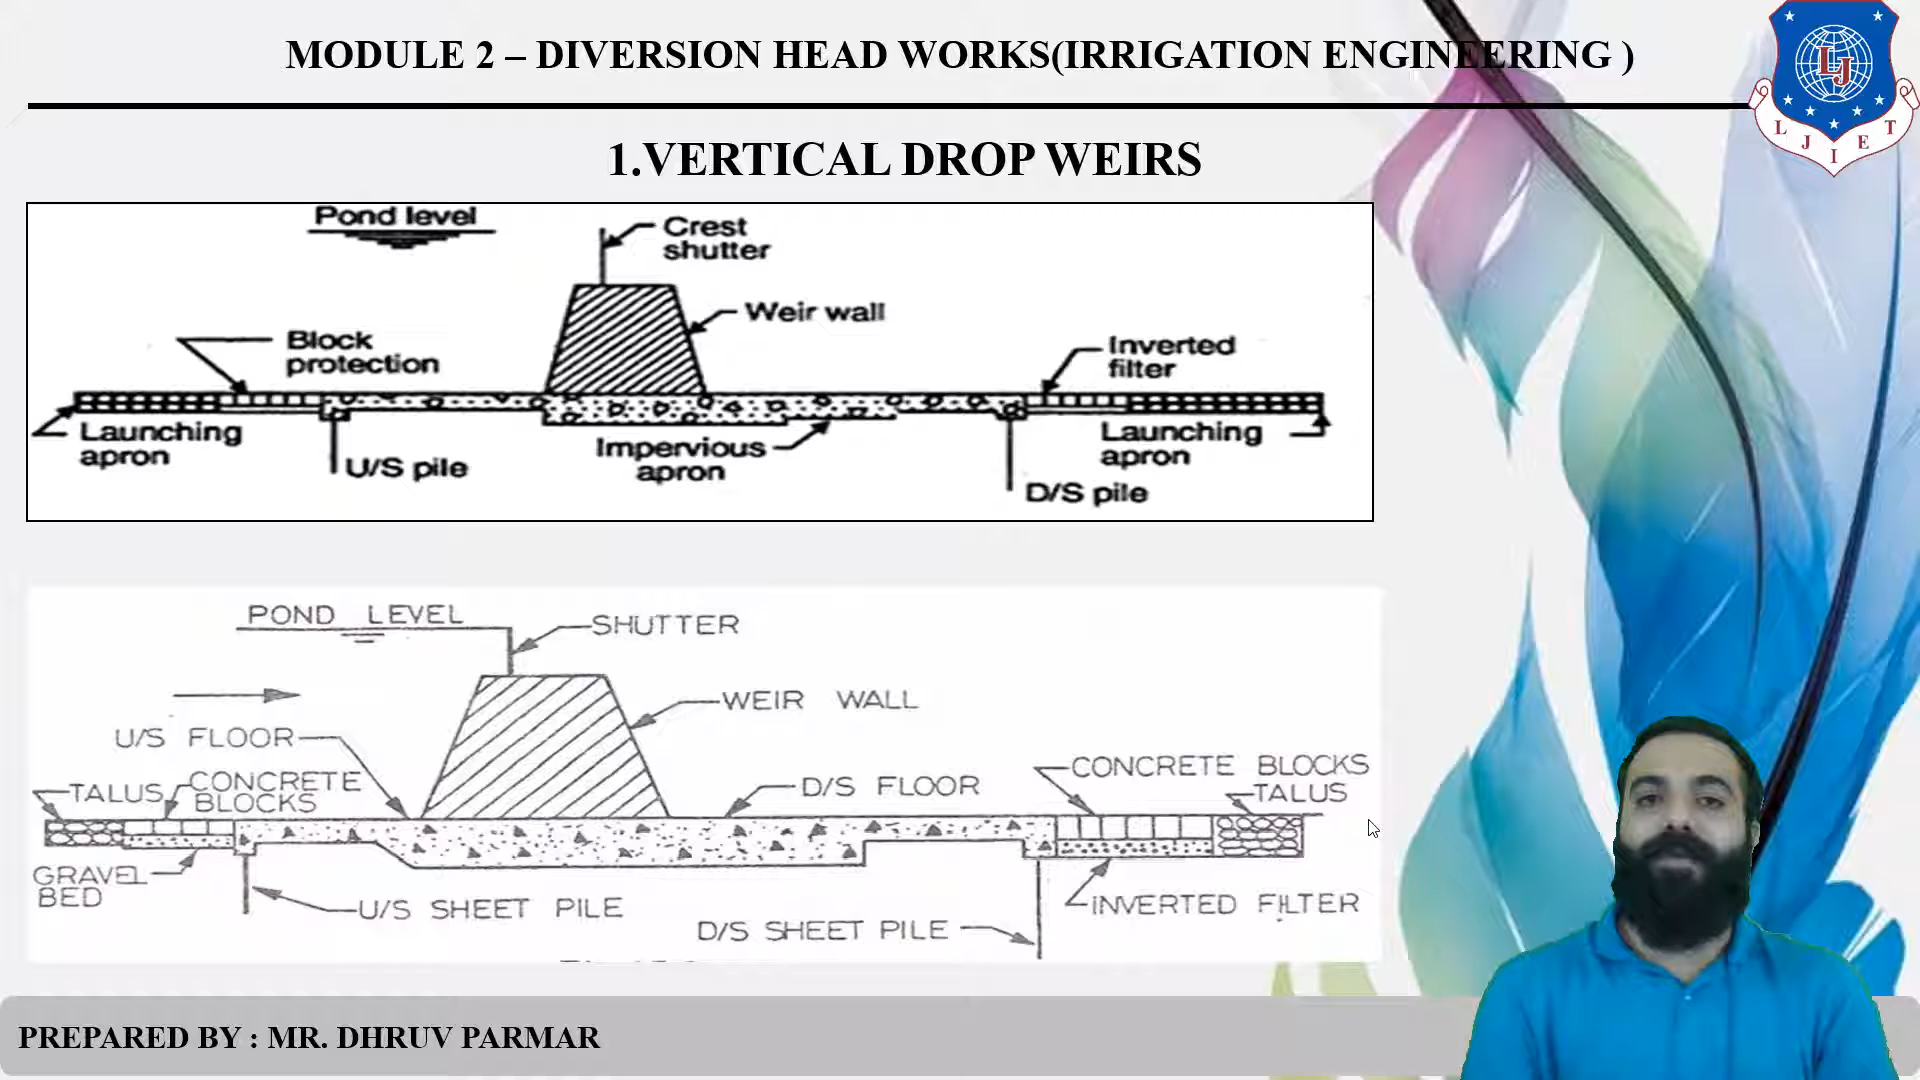 MODULE 2 – DIVERSION HEAD WORKS(IRRIGATION ENGINEERING )
LJ
L J I E T
1.VERTICAL DROP WEIRS
Pond level
Crest
shutter
Weir wall
Block
protection
Inverted
filter
Launching
apron
U/S pile
Impervious
apron
Launching
apron
D/S pile
POND LEVEL
SHUTTER
WEIR WALL
U/S FLOOR
TALUS
CONCRETE
BLOCKS
D/S FLOOR
CONCRETE BLOCKS
TALUS
GRAVEL
BED
U/S SHEET PILE
D/S SHEET PILE
INVERTED FILTER
PREPARED BY : MR. DHRUV PARMAR